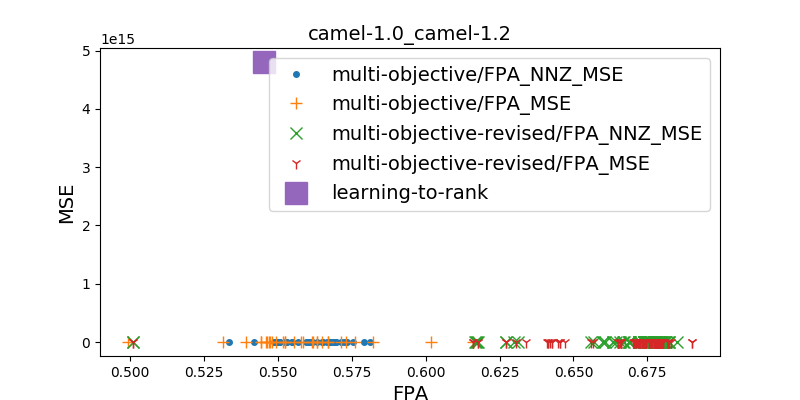 camel-1.0_camel-1.2
1e15
5
4
3
2
1
0
MSE
multi-objective/FPA_NNZ_MSE
multi-objective/FPA_MSE
multi-objective-revised/FPA_NNZ_MSE
multi-objective-revised/FPA_MSE
learning-to-rank
0.500 0.525 0.550 0.575 0.600 0.625 0.650 0.675
FPA